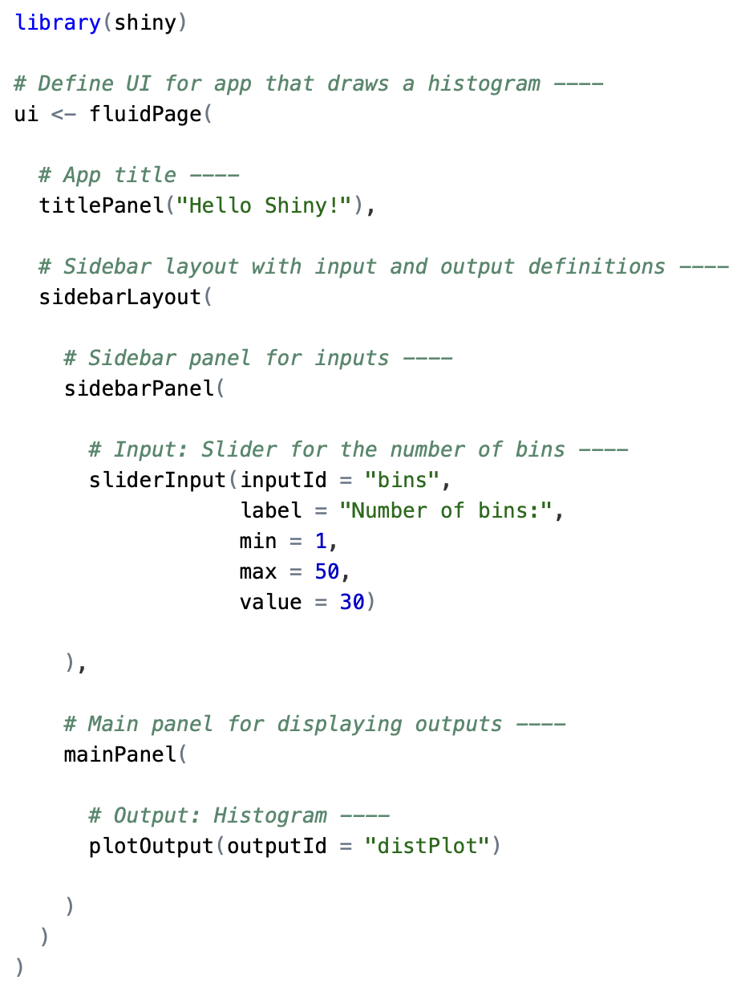 library(shiny)

# Define UI for app that draws a histogram ----
ui <- fluidPage(

  # App title ----
  titlePanel("Hello Shiny!"),

  # Sidebar layout with input and output definitions ----
  sidebarLayout(

    # Sidebar panel for inputs ----
    sidebarPanel(

      # Input: Slider for the number of bins ----
      sliderInput(inputId = "bins",
                  label = "Number of bins:",
                  min = 1,
                  max = 50,
                  value = 30)

    ),

    # Main panel for displaying outputs ----
    mainPanel(

      # Output: Histogram ----
      plotOutput(outputId = "distPlot")

    )
  )
)